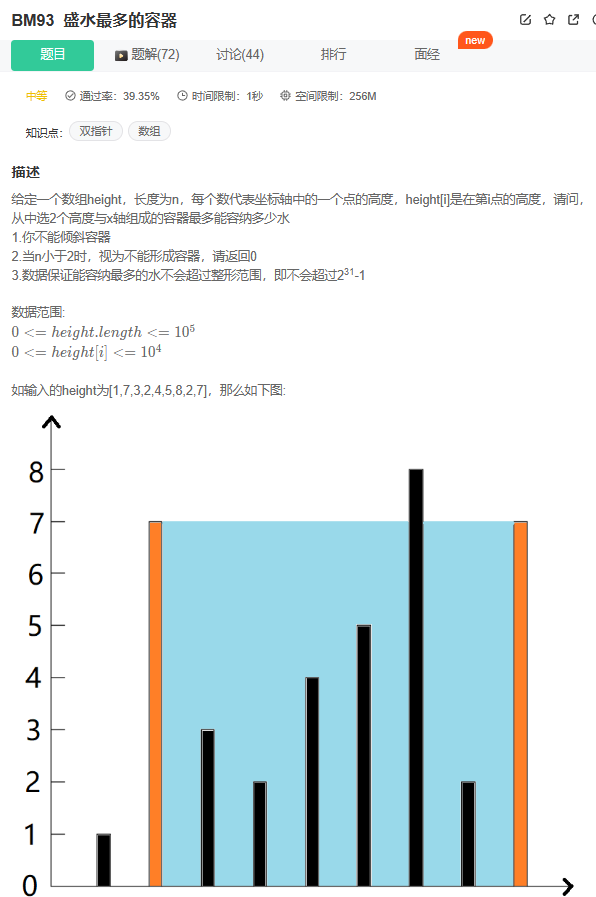 BM93 盛水最多的容器
new
题目 题解(72) 讨论(44) 排行 面经
中等 通过率：39.35% 时间限制：1秒 空间限制：256M
知识点： 双指针 数组
描述
给定一个数组height，长度为n，每个数代表坐标轴中的一个点的高度，height[i]是在第i点的高度，请问，
从中选2个高度与x轴组成的容器最多能容纳多少水
1.你不能倾斜容器
2.当n小于2时，视为不能形成容器，请返回0
3.数据保证能容纳最多的水不会超过整形范围，即不会超过2³¹-1
数据范围:
0 <= height.length <= 10⁵
0 <= height[i] <= 10⁴
如输入的height为[1,7,3,2,4,5,8,2,7]，那么如下图:
8
7
6
5
4
3
2
1
0